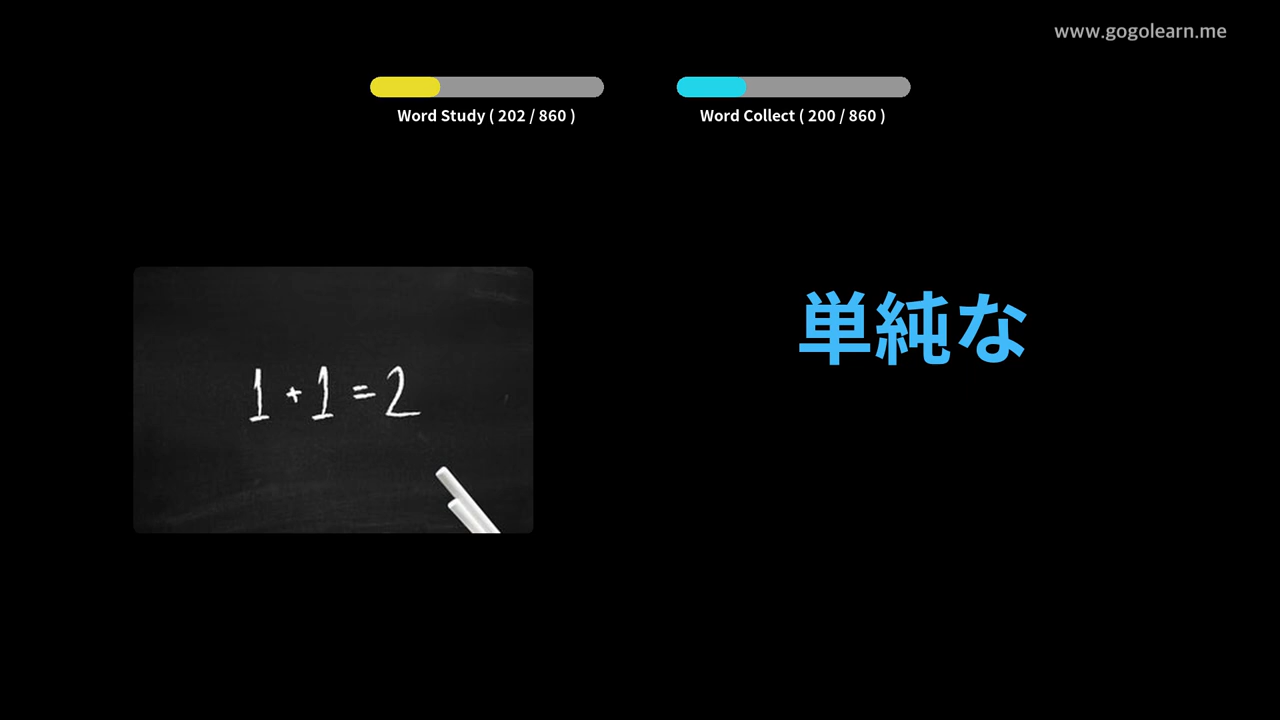 www.gogolearn.me
Word Study ( 202 / 860 )
Word Collect ( 200 / 860 )
1 + 1 = 2
単純な